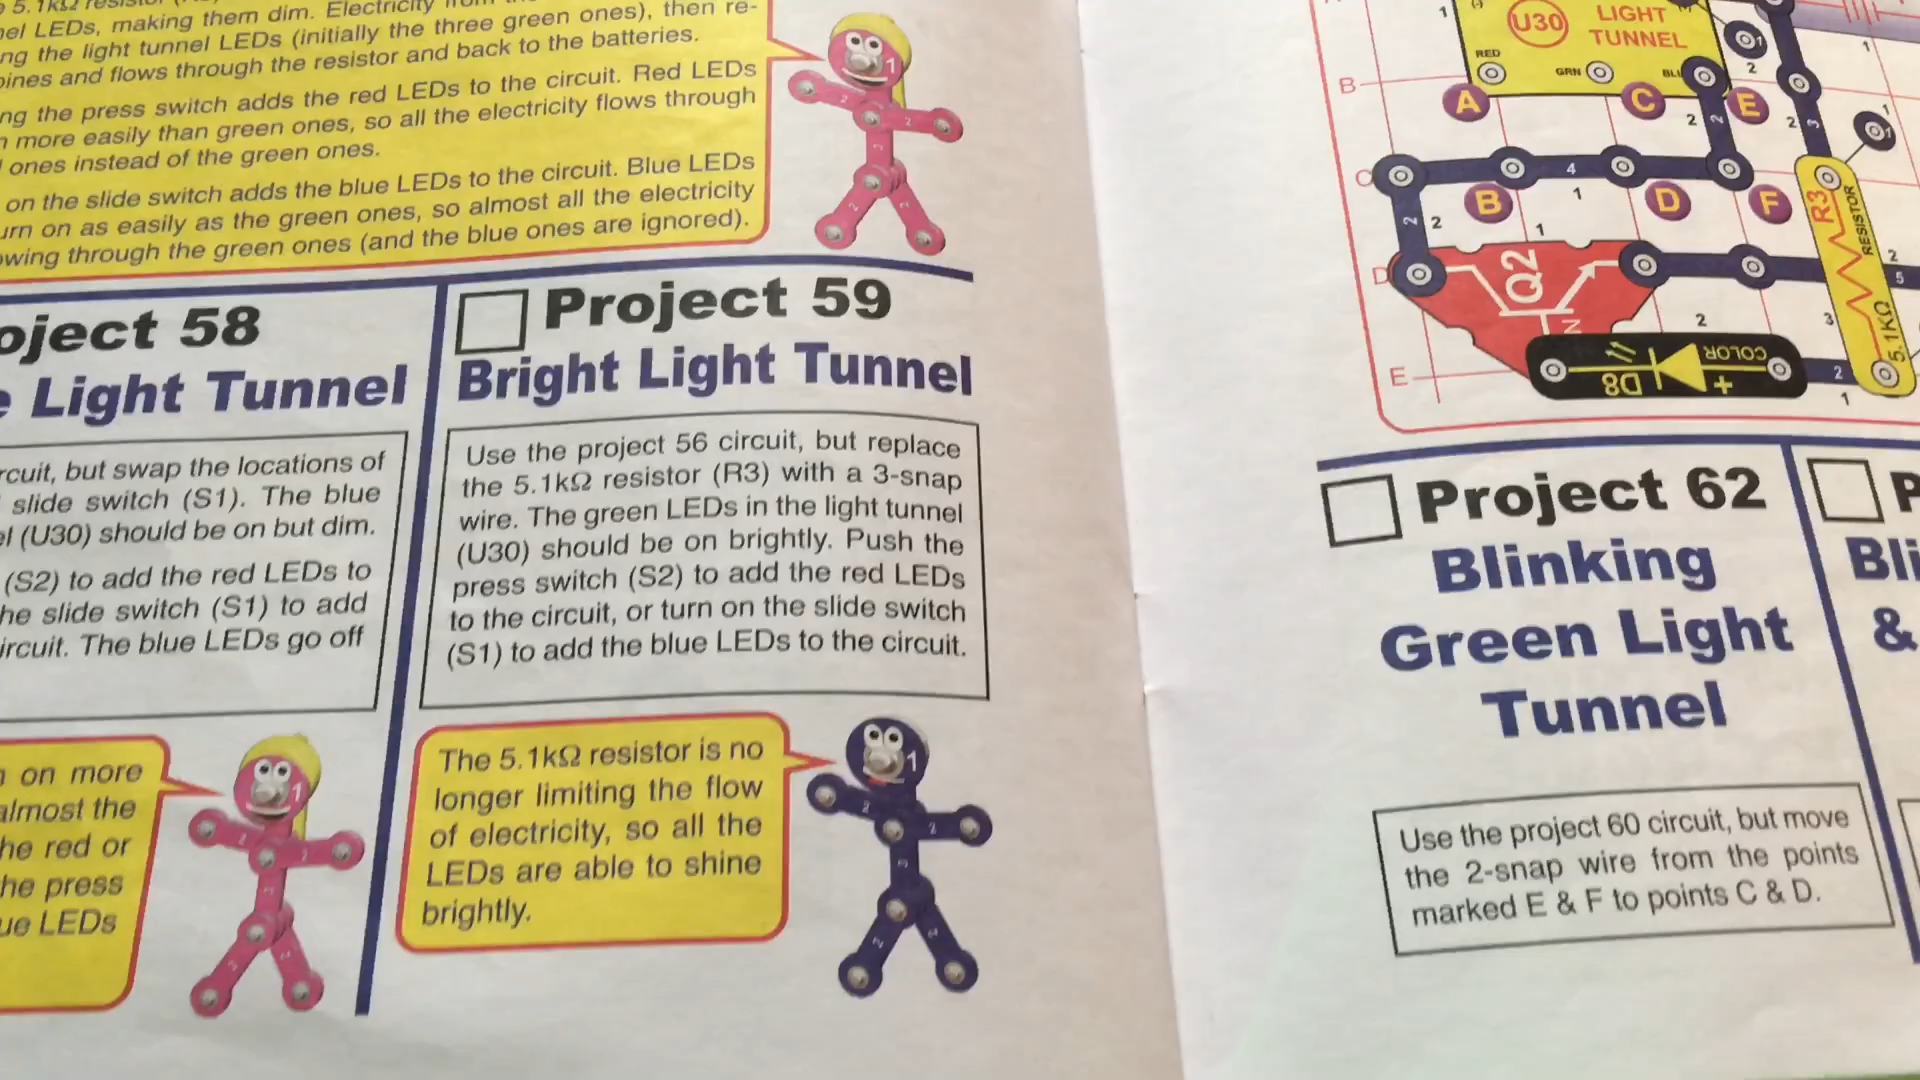 5.1kΩ
nel LEDs, making them dim. Electricity
ng the light tunnel LEDs (initially the three green ones), then re-
bines and flows through the resistor and back to the batteries.
ng the press switch adds the red LEDs to the circuit. Red LEDs
n more easily than green ones, so all the electricity flows through
ones instead of the green ones.
on the slide switch adds the blue LEDs to the circuit. Blue LEDs
urn on as easily as the green ones, so almost all the electricity
owing through the green ones (and the blue ones are ignored).
oject 58
e Light Tunnel
rcuit, but swap the locations of
slide switch (S1). The blue
el (U30) should be on but dim.
(S2) to add the red LEDs to
he slide switch (S1) to add
ircuit. The blue LEDs go off
n on more
almost the
he red or
he press
ue LEDs
Project 59
Bright Light Tunnel
Use the project 56 circuit, but replace
the 5.1kΩ resistor (R3) with a 3-snap
wire. The green LEDs in the light tunnel
(U30) should be on brightly. Push the
press switch (S2) to add the red LEDs
to the circuit, or turn on the slide switch
(S1) to add the blue LEDs to the circuit.
The 5.1kΩ resistor is no
longer limiting the flow
of electricity, so all the
LEDs are able to shine
brightly.
U30 LIGHT
TUNNEL
RED GRN BLU
B
A C E
C
B D F
R3 RESISTOR 5.1KΩ
D
Q2
E
D8 COLOR +
Project 62
Blinking
Green Light
Tunnel
Use the project 60 circuit, but move
the 2-snap wire from the points
marked E & F to points C & D.
P
Bli
&